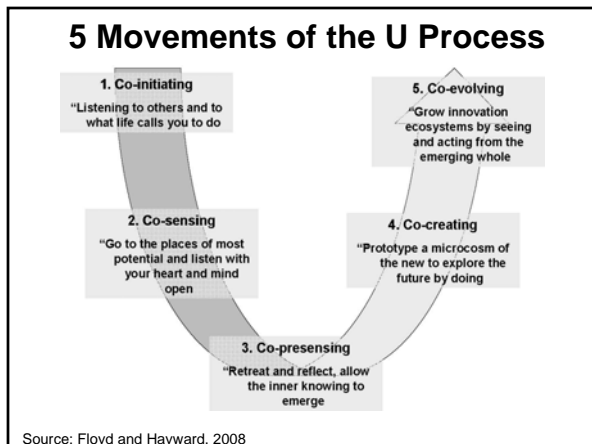 5 Movements of the U Process
1. Co-initiating
“Listening to others and to
what life calls you to do
2. Co-sensing
“Go to the places of most
potential and listen with
your heart and mind
open
3. Co-presensing
“Retreat and reflect, allow
the inner knowing to
emerge
4. Co-creating
“Prototype a microcosm of
the new to explore the
future by doing
5. Co-evolving
“Grow innovation
ecosystems by seeing
and acting from the
emerging whole
Source: Floyd and Hayward, 2008